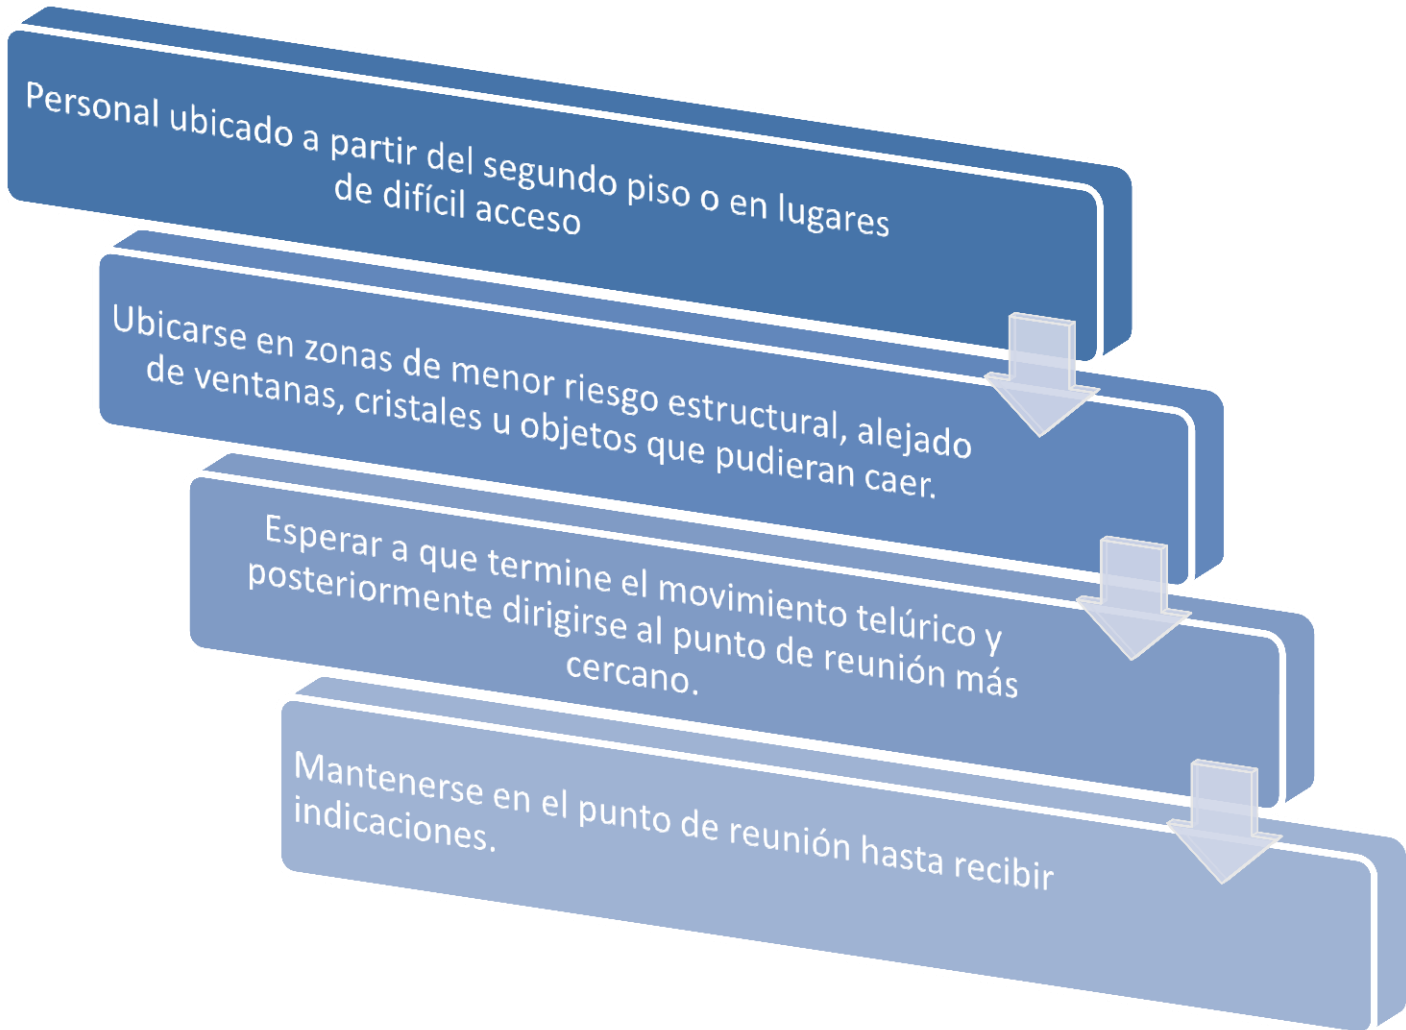 Personal ubicado a partir del segundo piso o en lugares
de difícil acceso
Ubicarse en zonas de menor riesgo estructural, alejado
de ventanas, cristales u objetos que pudieran caer.
Esperar a que termine el movimiento telúrico y
posteriormente dirigirse al punto de reunión más
cercano.
Mantenerse en el punto de reunión hasta recibir
indicaciones.